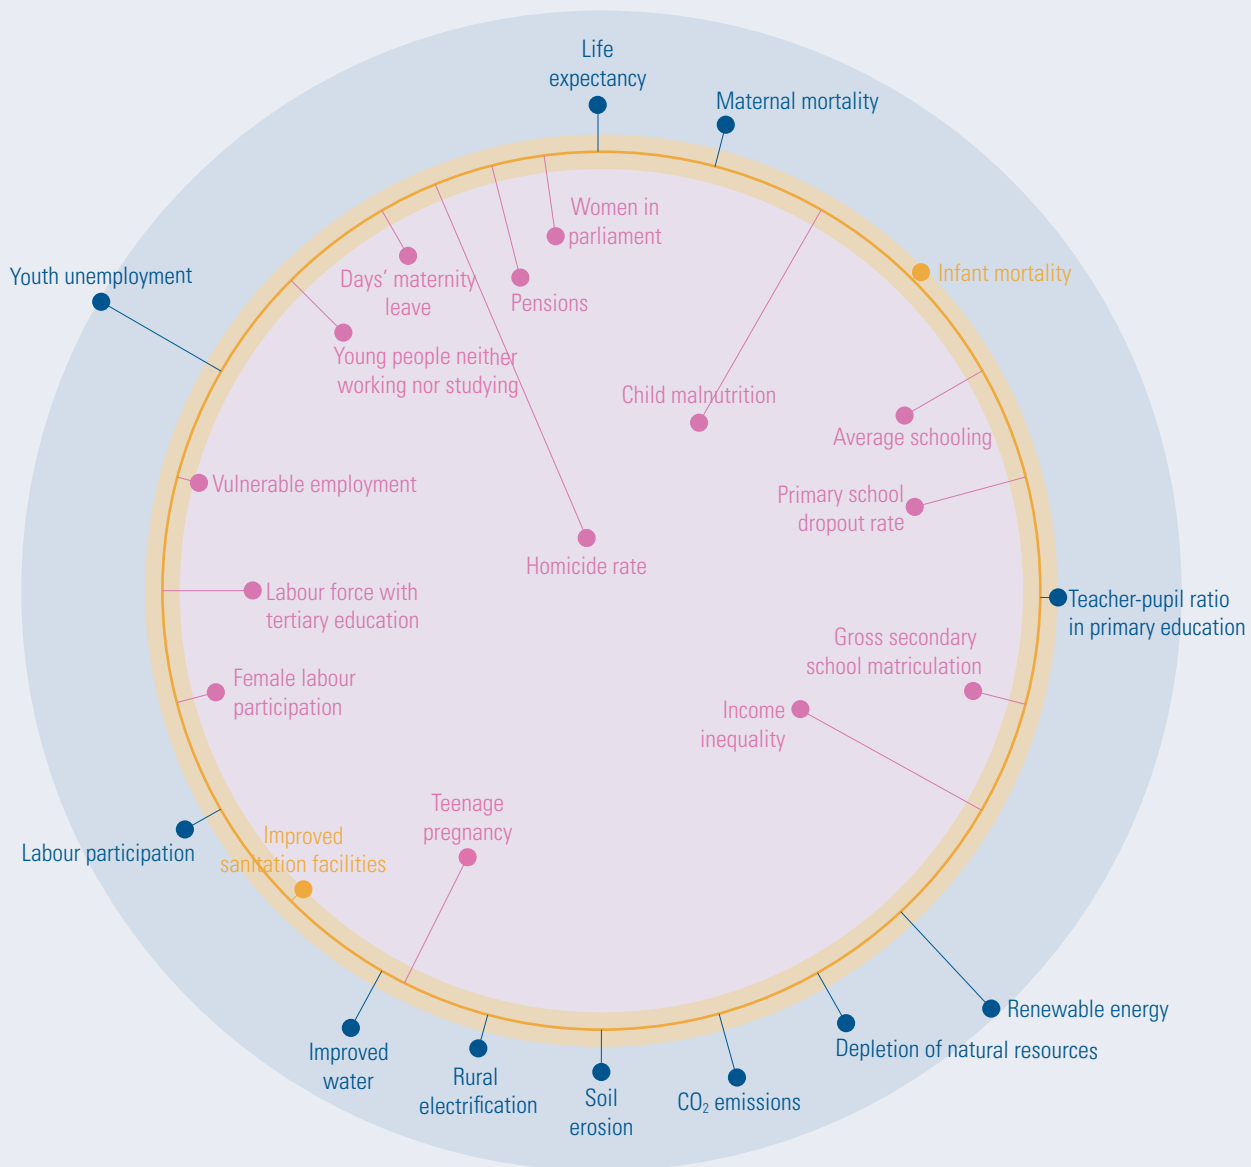 Life
expectancy
Maternal mortality
Women in
parliament
Infant mortality
Youth unemployment
Days’ maternity
leave
Pensions
Young people neither
working nor studying
Child malnutrition
Average schooling
Vulnerable employment
Primary school
dropout rate
Homicide rate
Labour force with
tertiary education
Teacher-pupil ratio
in primary education
Gross secondary
school matriculation
Female labour
participation
Income
inequality
Teenage
pregnancy
Labour participation
Improved
sanitation facilities
Renewable energy
Depletion of natural resources
Improved
water
Rural
electrification
Soil
erosion
CO₂ emissions